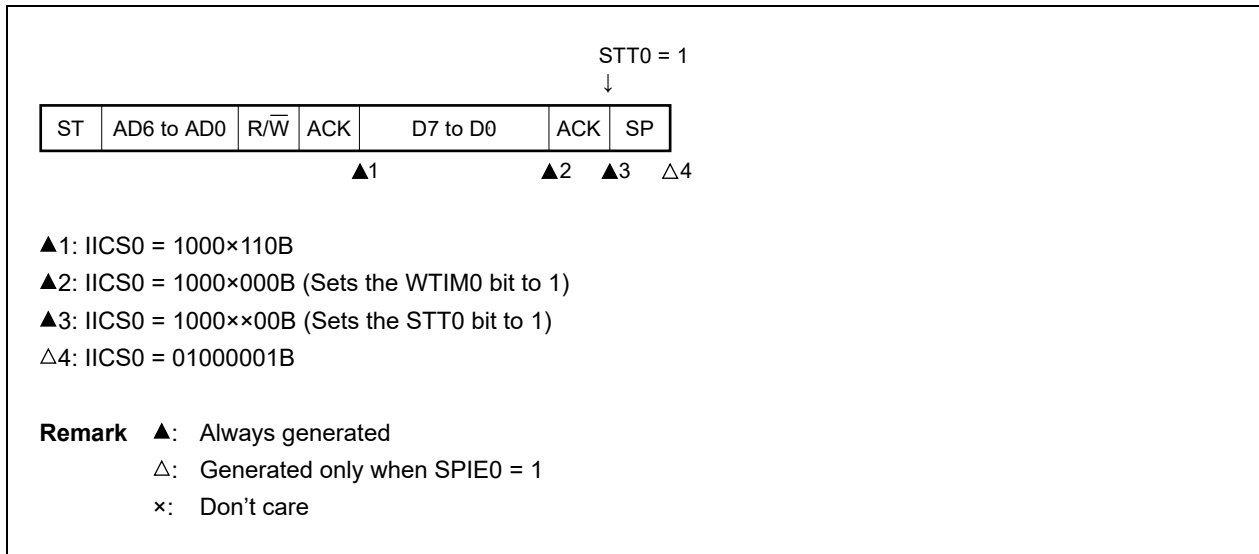 STT0 = 1
↓
ST AD6 to AD0 R/W̅ ACK D7 to D0 ACK SP
▲1 ▲2 ▲3 △4
▲1: IICS0 = 1000×110B
▲2: IICS0 = 1000×000B (Sets the WTIM0 bit to 1)
▲3: IICS0 = 1000××00B (Sets the STT0 bit to 1)
△4: IICS0 = 01000001B
Remark ▲: Always generated
△: Generated only when SPIE0 = 1
×: Don’t care